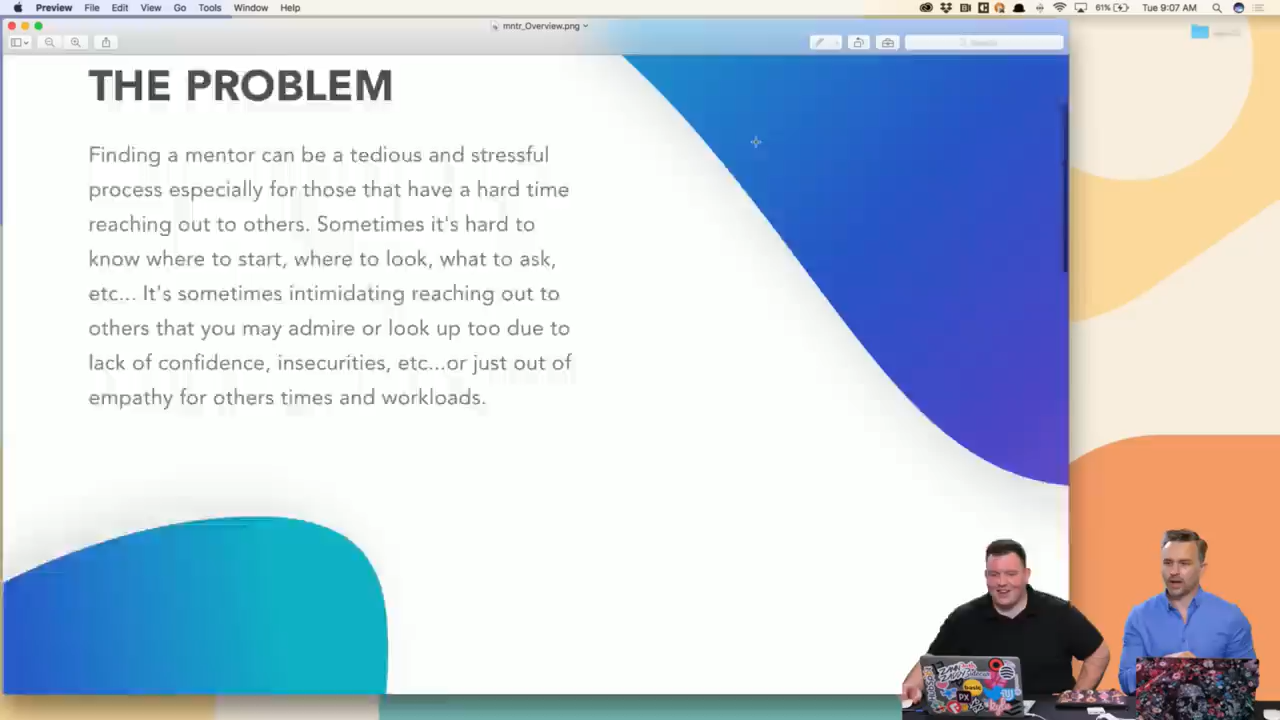 Preview File Edit View Go Tools Window Help
61% Tue 9:07 AM
mntr_Overview.png
THE PROBLEM
Finding a mentor can be a tedious and stressful
process especially for those that have a hard time
reaching out to others. Sometimes it's hard to
know where to start, where to look, what to ask,
etc... It's sometimes intimidating reaching out to
others that you may admire or look up too due to
lack of confidence, insecurities, etc...or just out of
empathy for others times and workloads.
basic
PX